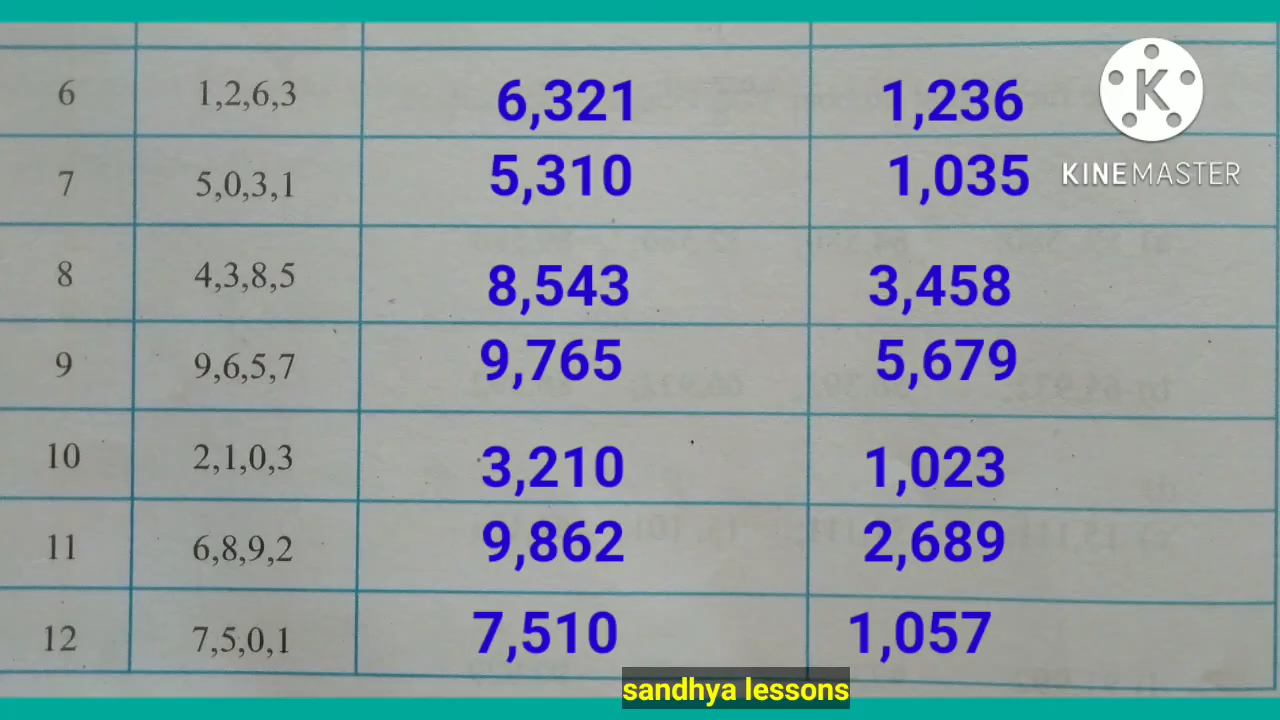 6 1,2,6,3 6,321 1,236
7 5,0,3,1 5,310 1,035
8 4,3,8,5 8,543 3,458
9 9,6,5,7 9,765 5,679
10 2,1,0,3 3,210 1,023
11 6,8,9,2 9,862 2,689
12 7,5,0,1 7,510 1,057
K
KINEMASTER
sandhya lessons